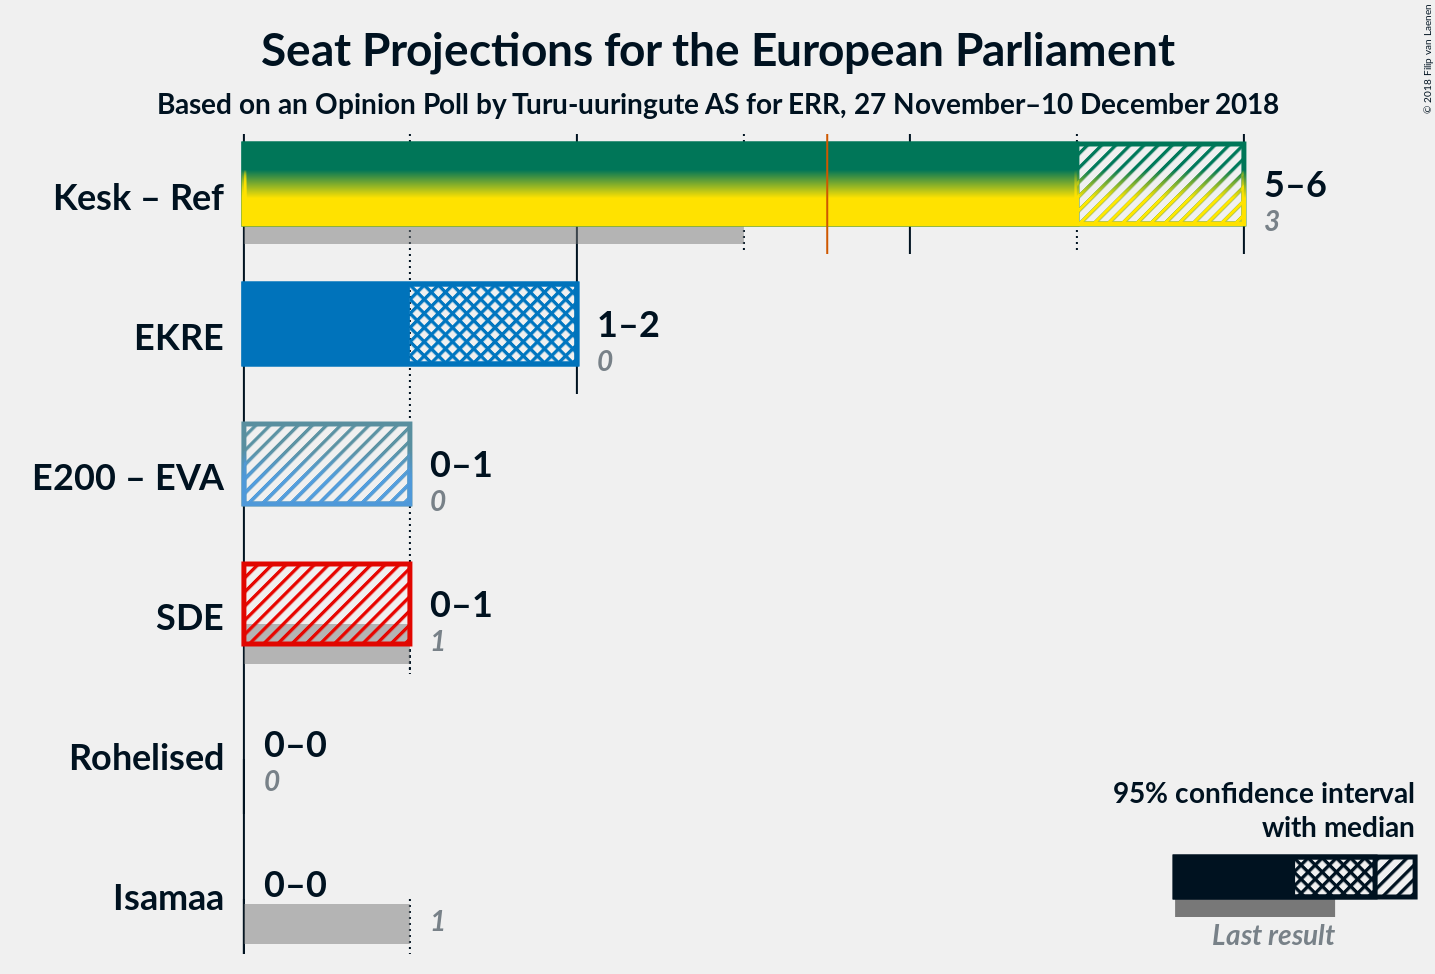 Seat Projections for the European Parliament
Based on an Opinion Poll by Turu-uuringute AS for ERR, 27 November–10 December 2018
© 2018 Filip van Laenen
Kesk – Ref
5–6
3
EKRE
1–2
0
E200 – EVA
0–1
0
SDE
0–1
1
Rohelised
0–0
0
Isamaa
0–0
1
95% confidence interval
with median
Last result